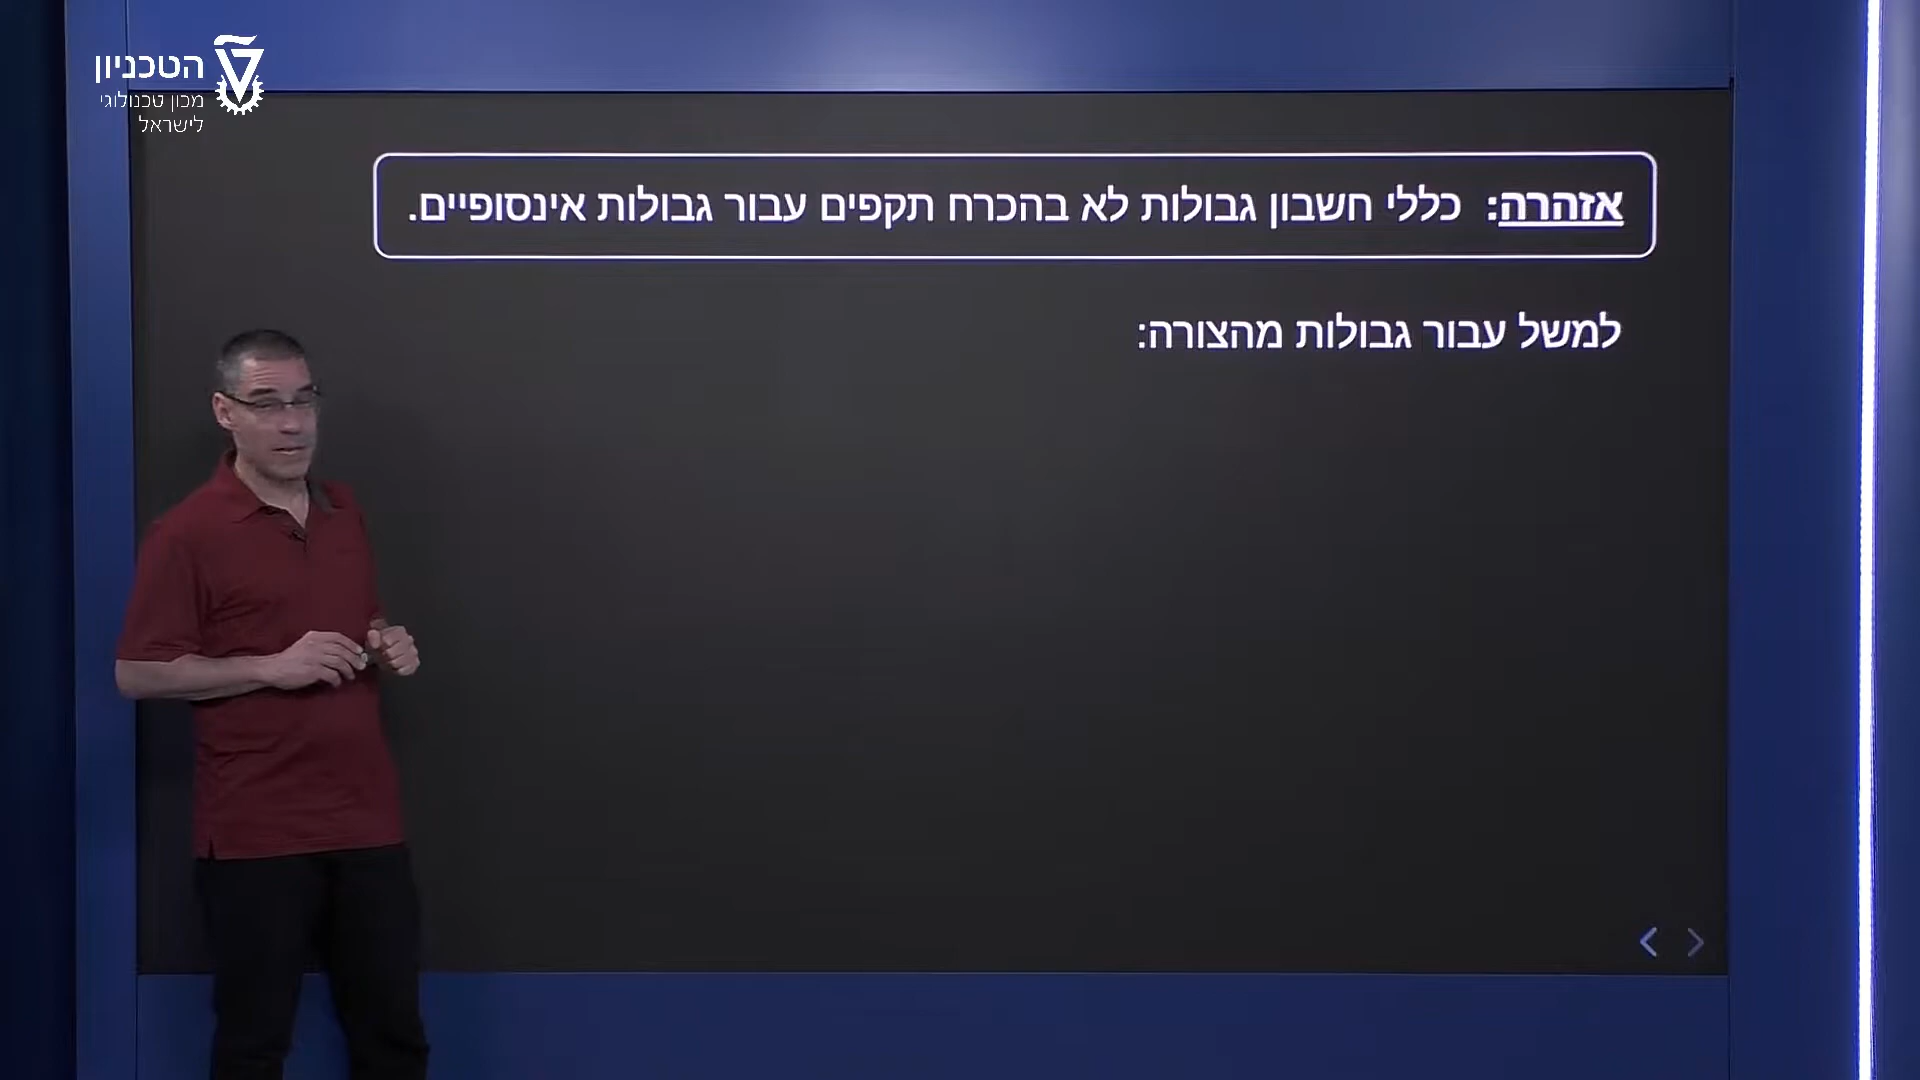 הטכניון
מכון טכנולוגי
לישראל
אזהרה: כללי חשבון גבולות לא בהכרח תקפים עבור גבולות אינסופיים.
למשל עבור גבולות מהצורה: